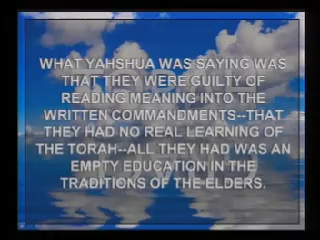 WHAT YAHSHUA WAS SAYING WAS
THAT THEY WERE GUILTY OF
READING MEANING INTO THE
WRITTEN COMMANDMENTS--THAT
THEY HAD NO REAL LEARNING OF
THE TORAH--ALL THEY HAD WAS AN
EMPTY EDUCATION IN THE
TRADITIONS OF THE ELDERS.